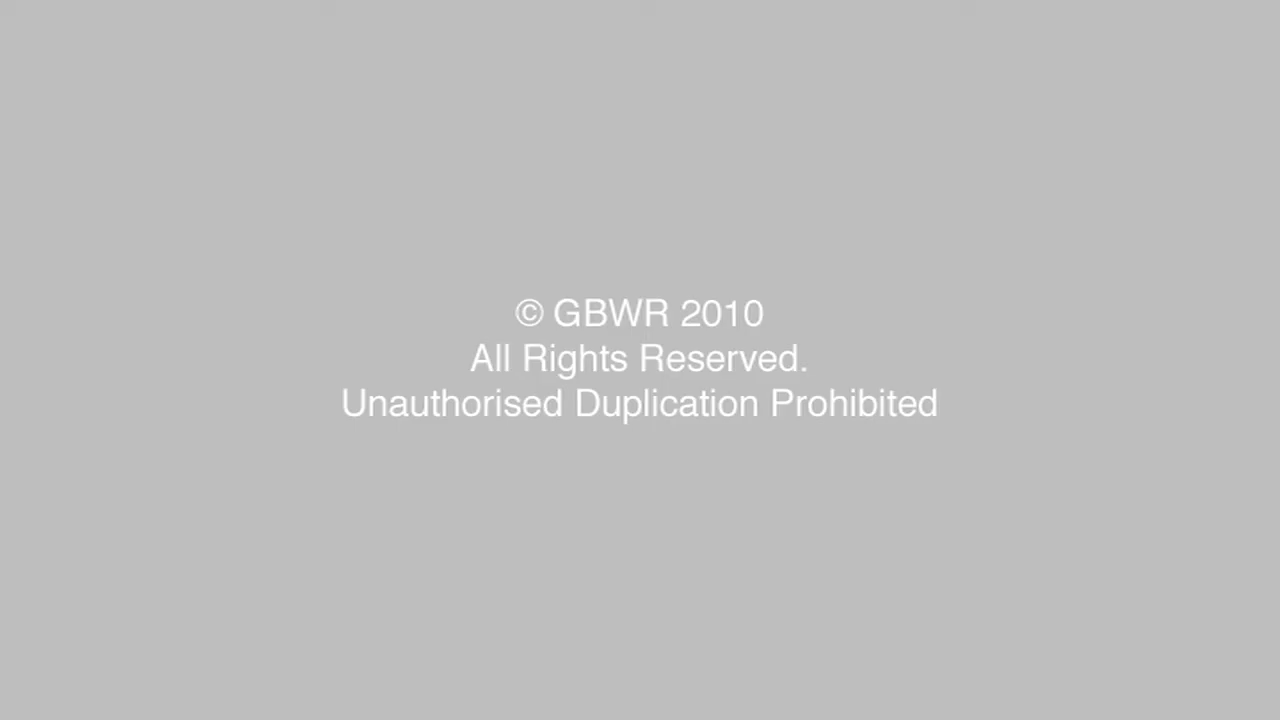 © GBWR 2010
All Rights Reserved.
Unauthorised Duplication Prohibited